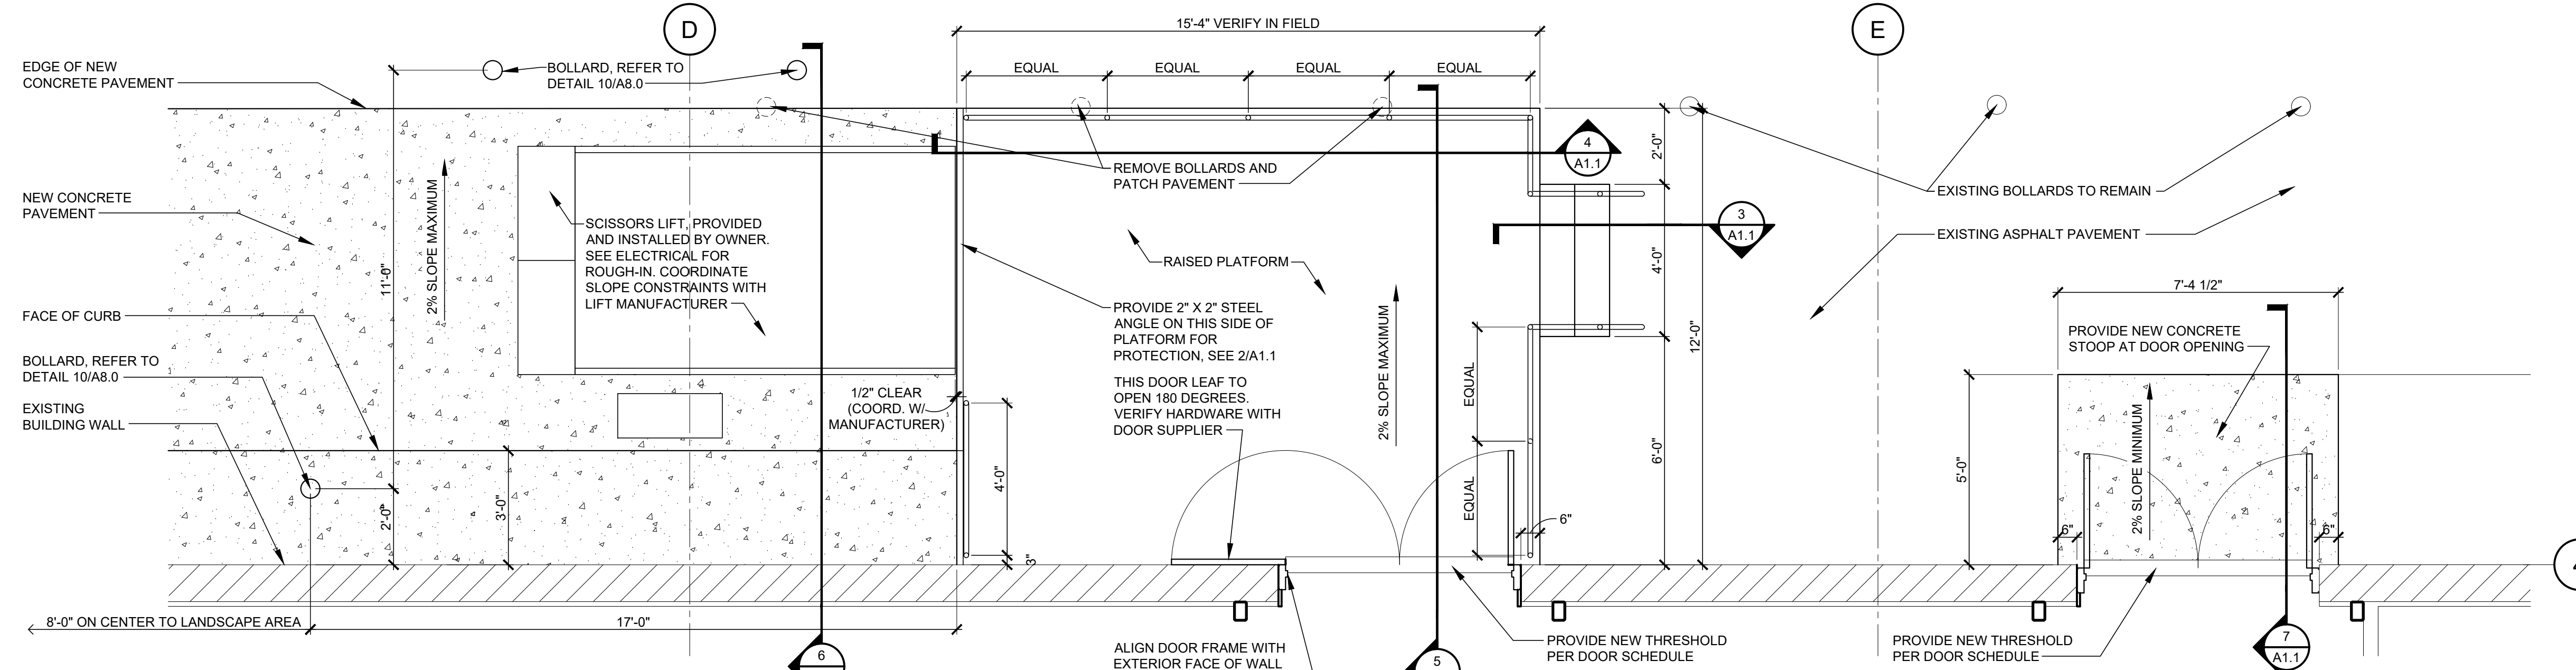 D
E
15'-4" VERIFY IN FIELD
EQUAL
EQUAL
EQUAL
EQUAL
EDGE OF NEW
CONCRETE PAVEMENT
BOLLARD, REFER TO
DETAIL 10/A8.0
NEW CONCRETE
PAVEMENT
2% SLOPE MAXIMUM
11'-0"
SCISSORS LIFT, PROVIDED
AND INSTALLED BY OWNER.
SEE ELECTRICAL FOR
ROUGH-IN. COORDINATE
SLOPE CONSTRAINTS WITH
LIFT MANUFACTURER
FACE OF CURB
BOLLARD, REFER TO
DETAIL 10/A8.0
EXISTING
BUILDING WALL
2'-0"
3'-0"
1/2" CLEAR
(COORD. W/
MANUFACTURER)
4'-0"
3"
REMOVE BOLLARDS AND
PATCH PAVEMENT
RAISED PLATFORM
PROVIDE 2" X 2" STEEL
ANGLE ON THIS SIDE OF
PLATFORM FOR
PROTECTION, SEE 2/A1.1
THIS DOOR LEAF TO
OPEN 180 DEGREES.
VERIFY HARDWARE WITH
DOOR SUPPLIER
2% SLOPE MAXIMUM
EQUAL
EQUAL
6"
4
A1.1
3
A1.1
2'-0"
4'-0"
6'-0"
12'-0"
EXISTING BOLLARDS TO REMAIN
EXISTING ASPHALT PAVEMENT
7'-4 1/2"
PROVIDE NEW CONCRETE
STOOP AT DOOR OPENING
5'-0"
2% SLOPE MINIMUM
6"
6"
8'-0" ON CENTER TO LANDSCAPE AREA
17'-0"
6
ALIGN DOOR FRAME WITH
EXTERIOR FACE OF WALL
5
PROVIDE NEW THRESHOLD
PER DOOR SCHEDULE
PROVIDE NEW THRESHOLD
PER DOOR SCHEDULE
7
A1.1